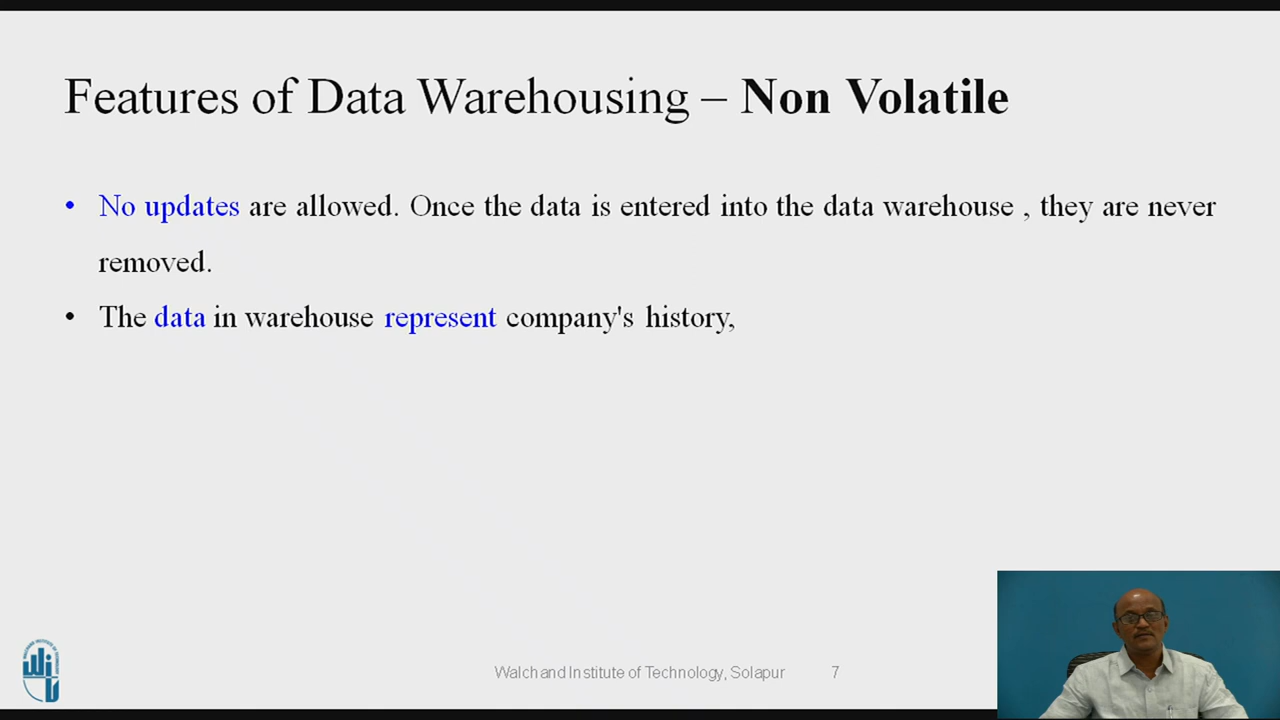 Features of Data Warehousing – Non Volatile
• No updates are allowed. Once the data is entered into the data warehouse , they are never
removed.
• The data in warehouse represent company's history,
Walchand Institute of Technology, Solapur 7